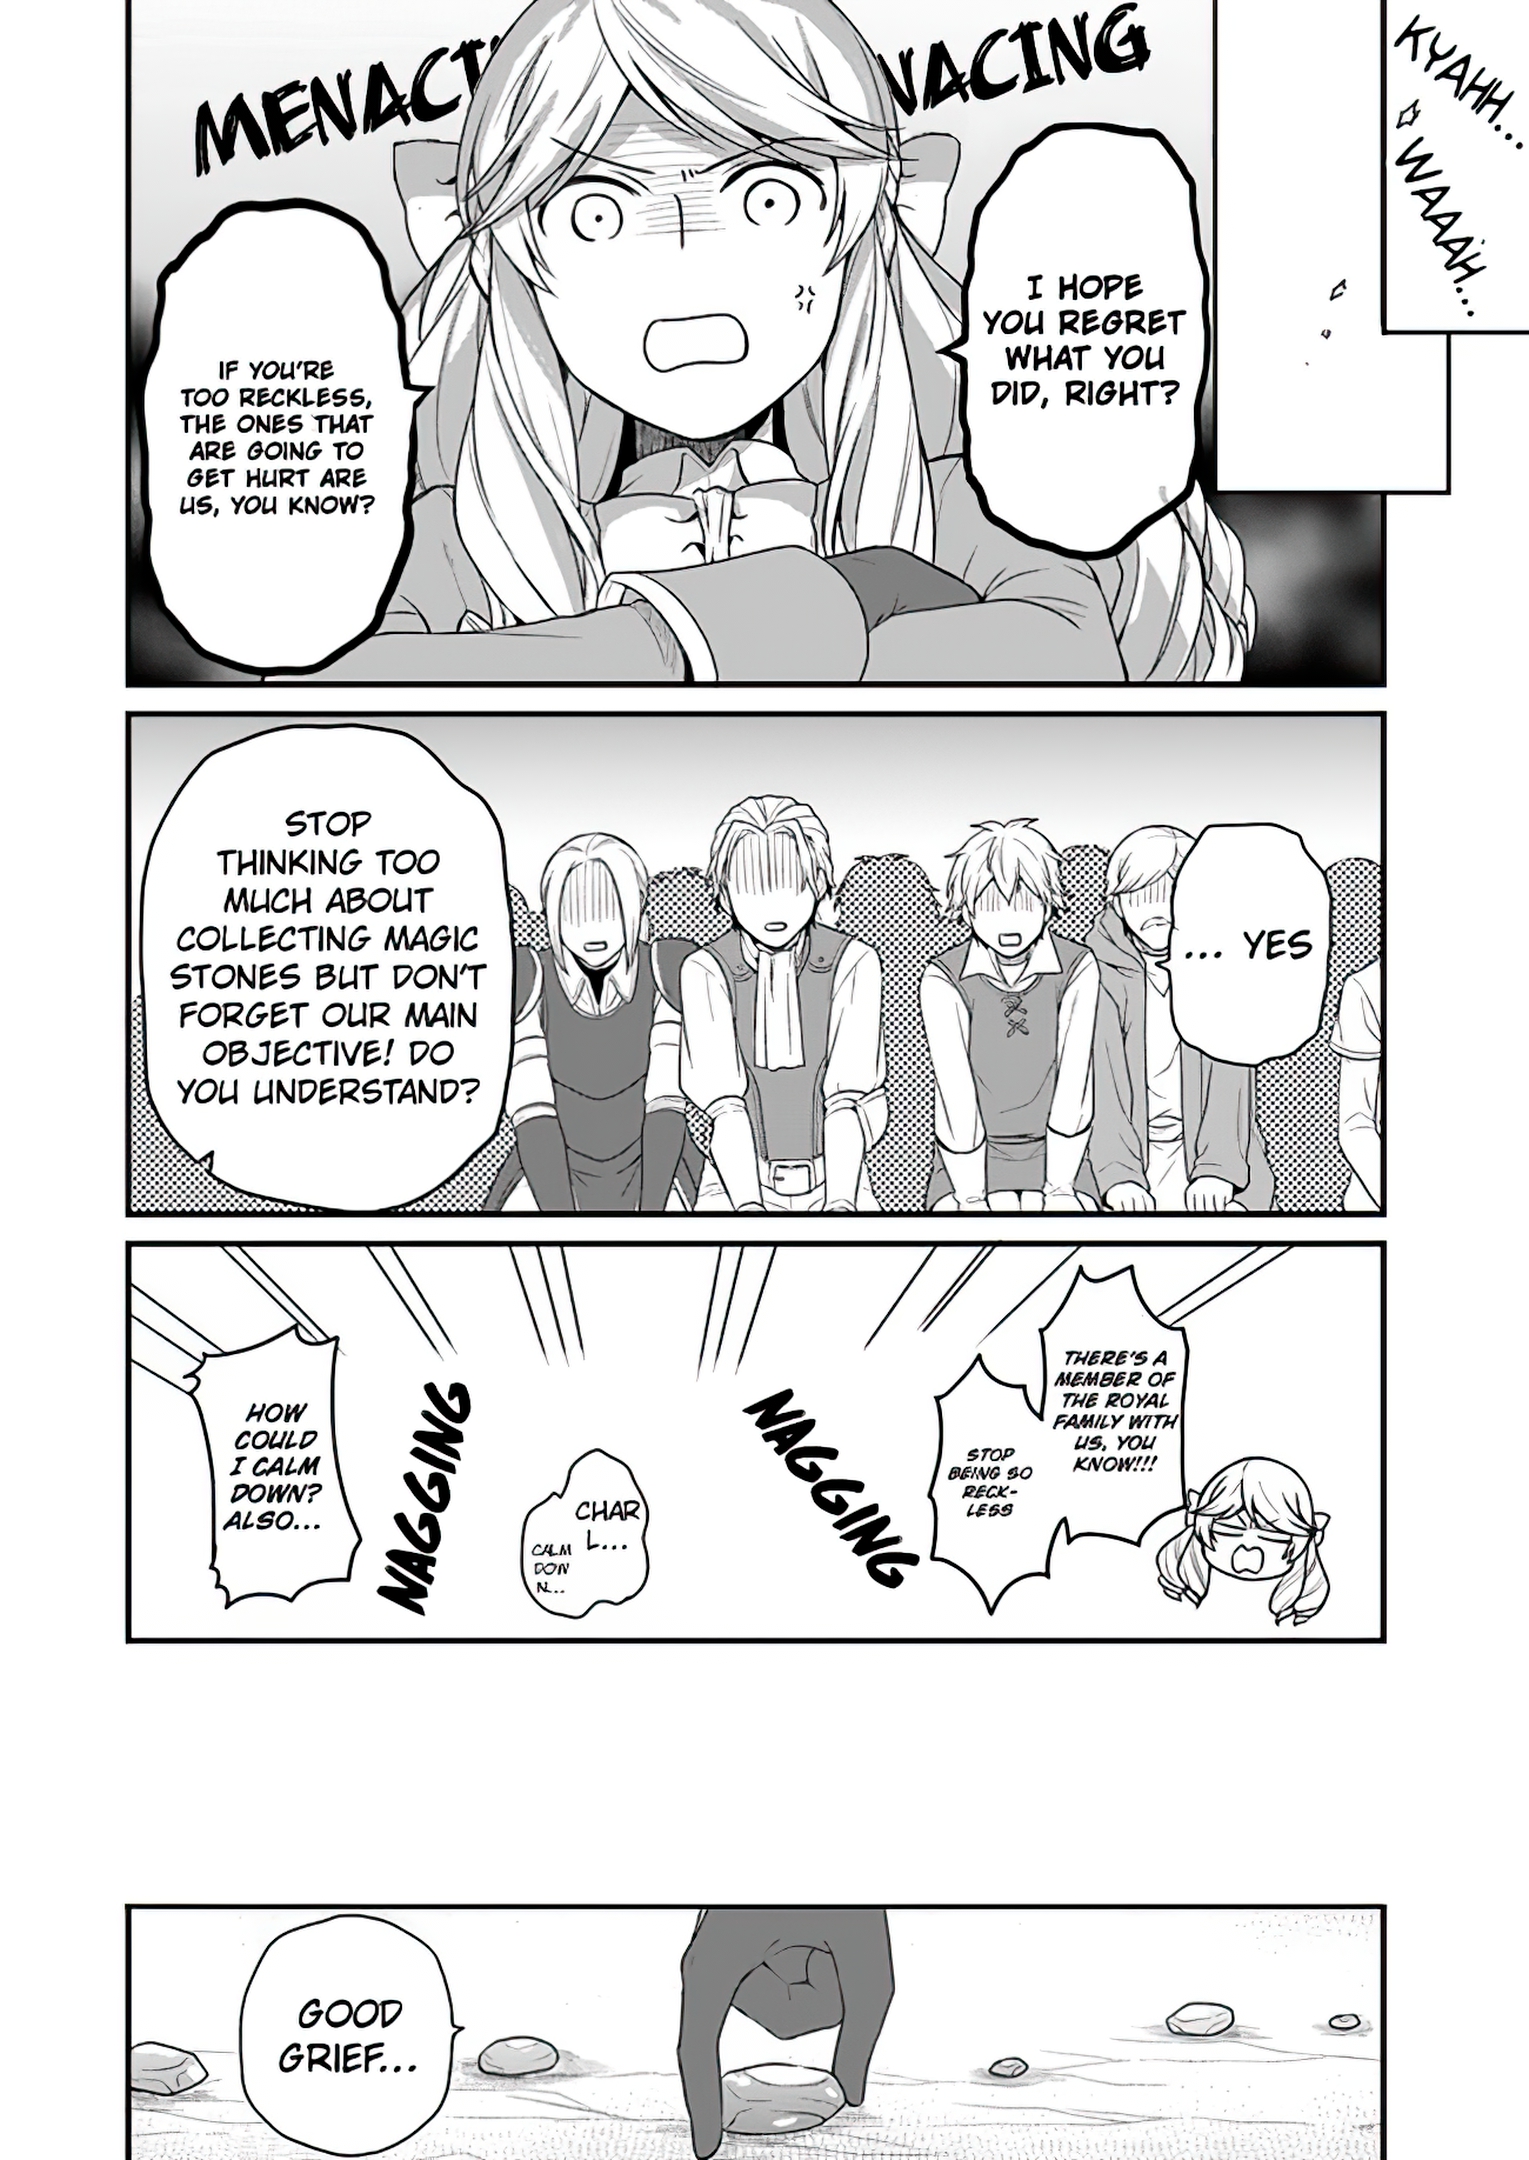 KYAHH...
WAAAH...
MENACI
NACING
I HOPE
YOU REGRET
WHAT YOU
DID, RIGHT?
IF YOU'RE
TOO RECKLESS,
THE ONES THAT
ARE GOING TO
GET HURT ARE
US, YOU KNOW?
... YES
STOP
THINKING TOO
MUCH ABOUT
COLLECTING MAGIC
STONES BUT DON'T
FORGET OUR MAIN
OBJECTIVE! DO
YOU UNDERSTAND?
THERE'S A
MEMBER OF
THE ROYAL
FAMILY WITH
US, YOU
KNOW!!!
STOP
BEING SO
RECK-
LESS
NAGGING
CHAR
L...
CALM
DOW
N...
NAGGING
HOW
COULD
I CALM
DOWN?
ALSO...
GOOD
GRIEF...